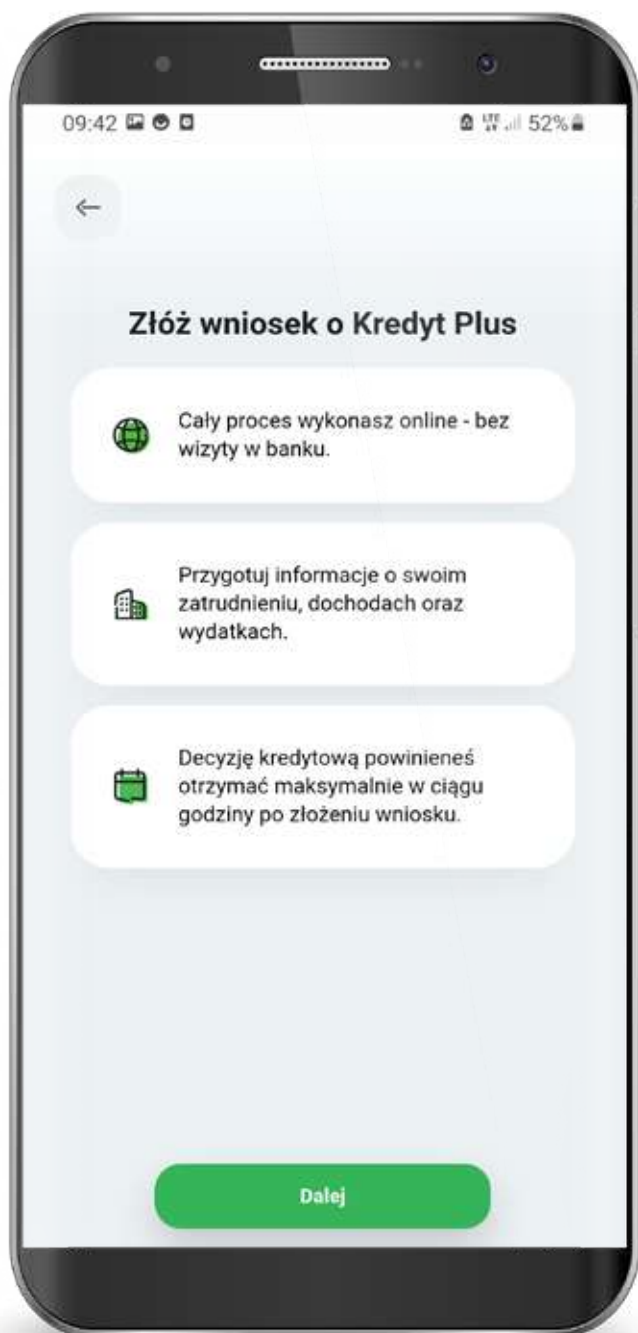 09:42
LTE 52%
Złóż wniosek o Kredyt Plus
Cały proces wykonasz online - bez
wizyty w banku.
Przygotuj informacje o swoim
zatrudnieniu, dochodach oraz
wydatkach.
Decyzję kredytową powinieneś
otrzymać maksymalnie w ciągu
godziny po złożeniu wniosku.
Dalej